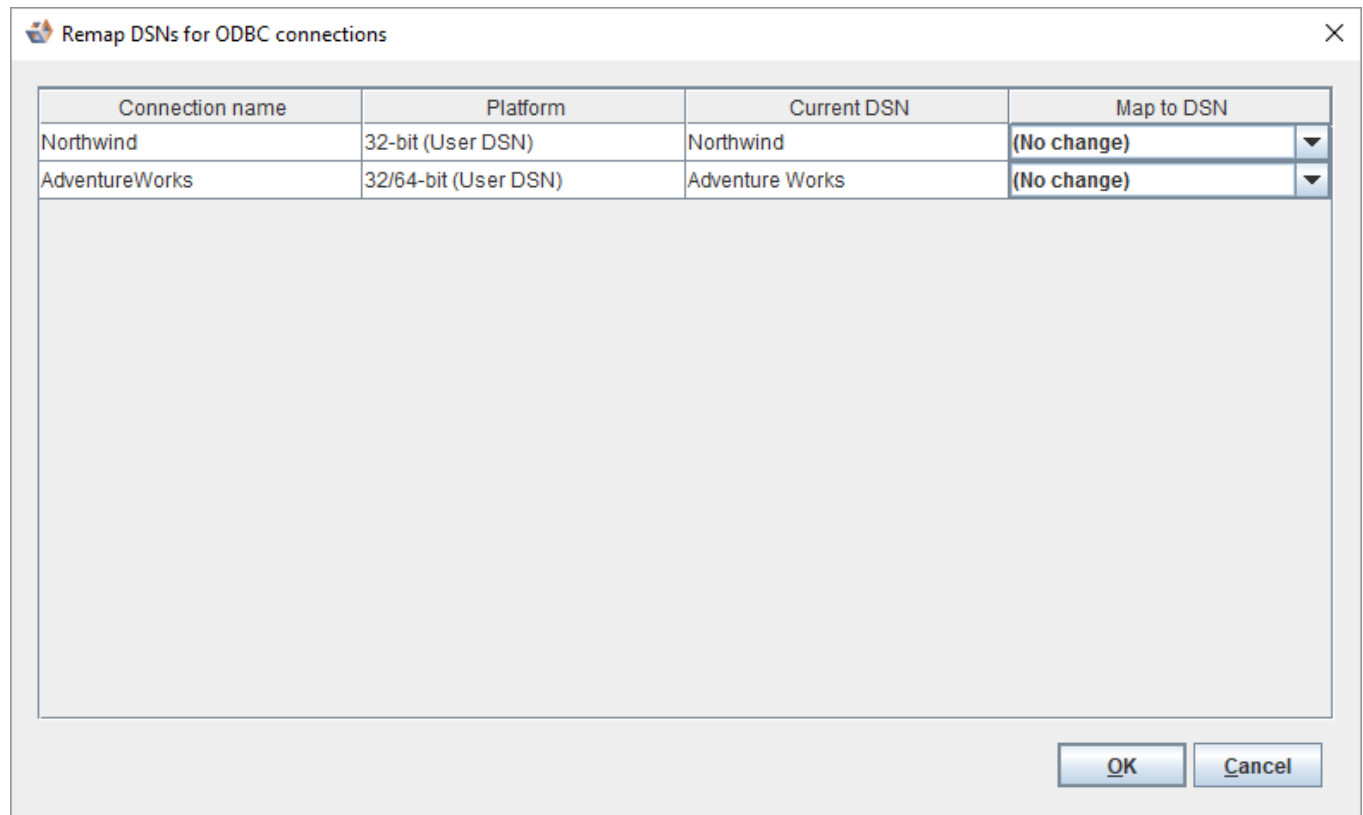 Remap DSNs for ODBC connections
Connection name Platform Current DSN Map to DSN
Northwind 32-bit (User DSN) Northwind (No change)
AdventureWorks 32/64-bit (User DSN) Adventure Works (No change)
OK Cancel